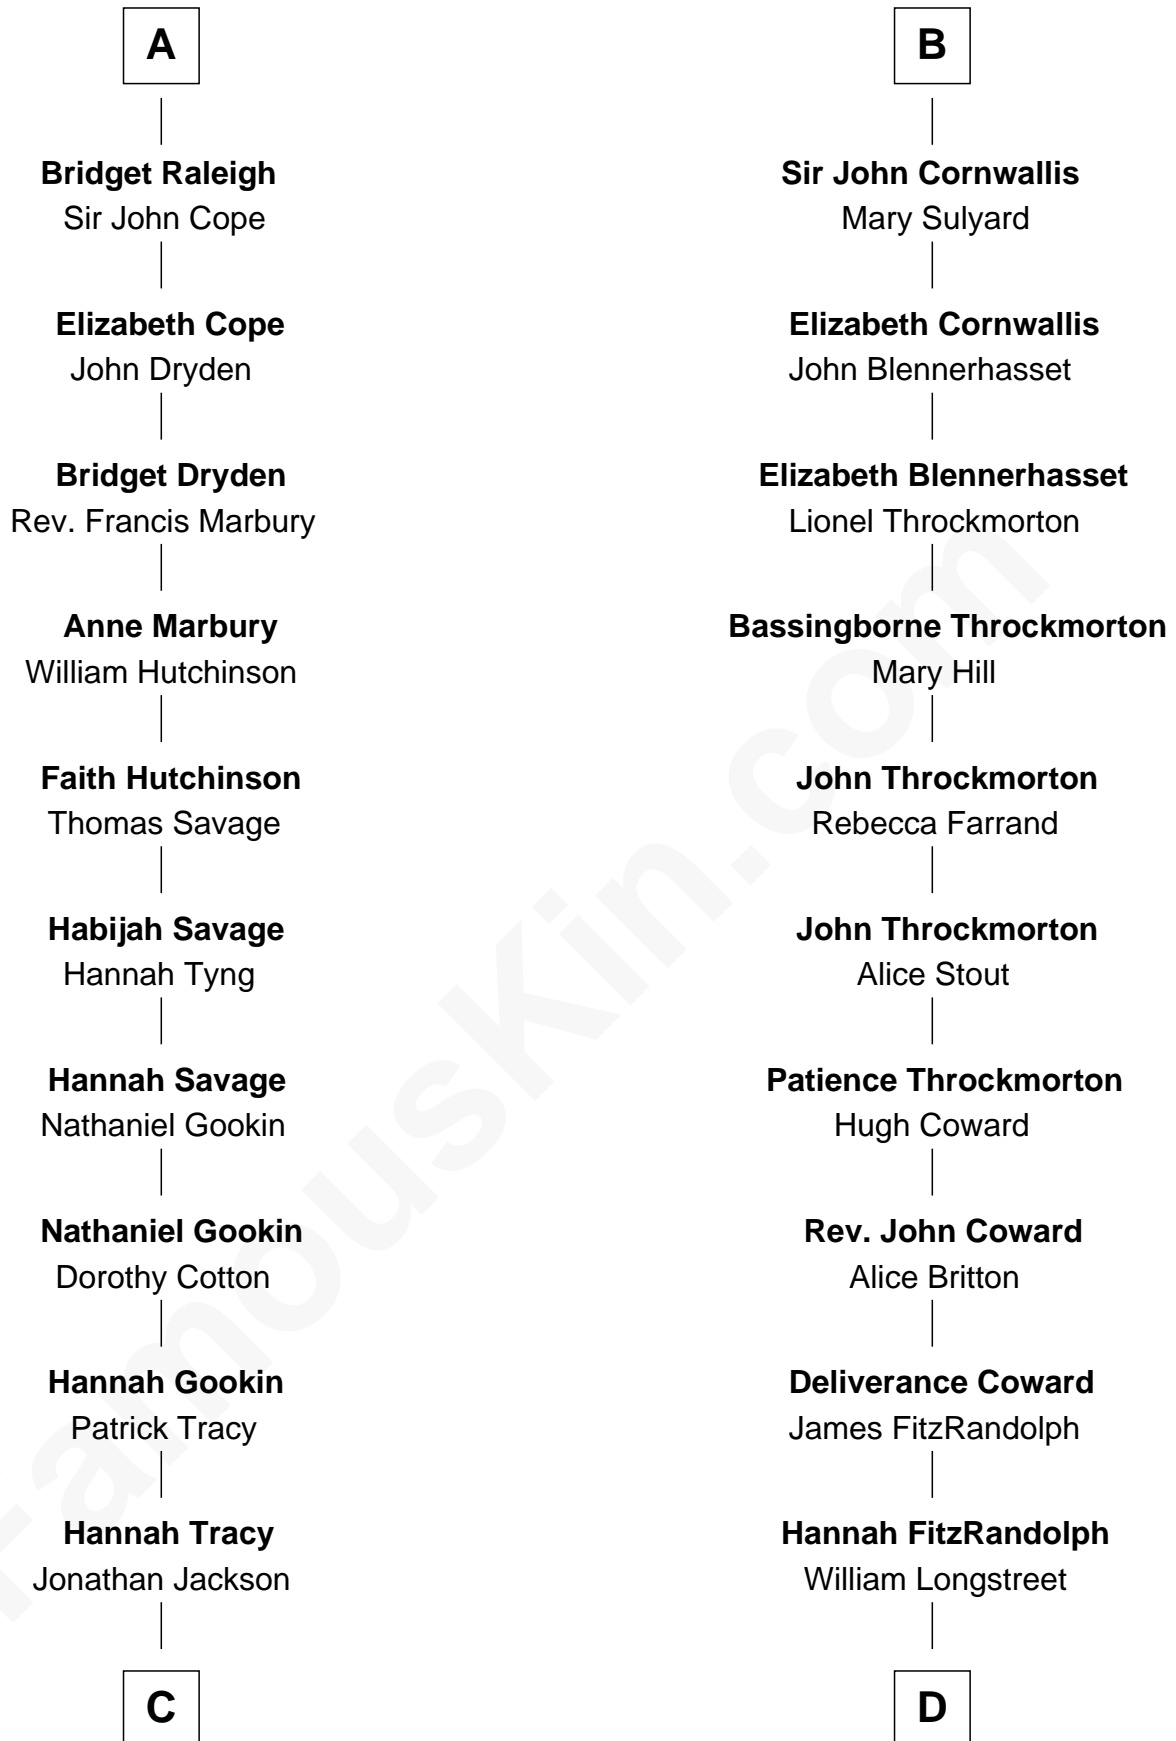 A
Bridget Raleigh
Sir John Cope
Elizabeth Cope
John Dryden
Bridget Dryden
Rev. Francis Marbury
Anne Marbury
William Hutchinson
Faith Hutchinson
Thomas Savage
Habijah Savage
Hannah Tyng
Hannah Savage
Nathaniel Gookin
Nathaniel Gookin
Dorothy Cotton
Hannah Gookin
Patrick Tracy
Hannah Tracy
Jonathan Jackson
C
B
Sir John Cornwallis
Mary Sulyard
Elizabeth Cornwallis
John Blennerhasset
Elizabeth Blennerhasset
Lionel Throckmorton
Bassingborne Throckmorton
Mary Hill
John Throckmorton
Rebecca Farrand
John Throckmorton
Alice Stout
Patience Throckmorton
Hugh Coward
Rev. John Coward
Alice Britton
Deliverance Coward
James FitzRandolph
Hannah FitzRandolph
William Longstreet
D
FamousKin.com